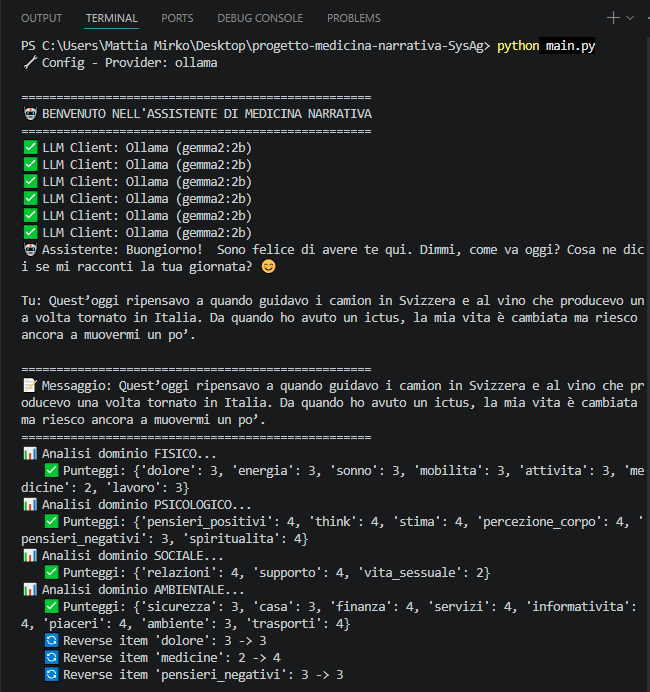 OUTPUT TERMINAL PORTS DEBUG CONSOLE PROBLEMS
PS C:\Users\Mattia Mirko\Desktop\progetto-medicina-narrativa-SysAg> python main.py
🔧 Config - Provider: ollama
==================================================
🤖 BENVENUTO NELL'ASSISTENTE DI MEDICINA NARRATIVA
==================================================
✅ LLM Client: Ollama (gemma2:2b)
✅ LLM Client: Ollama (gemma2:2b)
✅ LLM Client: Ollama (gemma2:2b)
✅ LLM Client: Ollama (gemma2:2b)
✅ LLM Client: Ollama (gemma2:2b)
✅ LLM Client: Ollama (gemma2:2b)
🤖 Assistente: Buongiorno!  Sono felice di avere te qui. Dimmi, come va oggi? Cosa ne dic
i se mi racconti la tua giornata? 😊
Tu: Quest’oggi ripensavo a quando guidavo i camion in Svizzera e al vino che producevo un
a volta tornato in Italia. Da quando ho avuto un ictus, la mia vita è cambiata ma riesco
ancora a muovermi un po’.
==================================================
📝 Messaggio: Quest’oggi ripensavo a quando guidavo i camion in Svizzera e al vino che pr
oducevo una volta tornato in Italia. Da quando ho avuto un ictus, la mia vita è cambiata
ma riesco ancora a muovermi un po’.
==================================================
📊 Analisi dominio FISICO...
✅ Punteggi: {'dolore': 3, 'energia': 3, 'sonno': 3, 'mobilita': 3, 'attivita': 3, 'me
dicine': 2, 'lavoro': 3}
📊 Analisi dominio PSICOLOGICO...
✅ Punteggi: {'pensieri_positivi': 4, 'think': 4, 'stima': 4, 'percezione_corpo': 4, '
pensieri_negativi': 3, 'spiritualita': 4}
📊 Analisi dominio SOCIALE...
✅ Punteggi: {'relazioni': 4, 'supporto': 4, 'vita_sessuale': 2}
📊 Analisi dominio AMBIENTALE...
✅ Punteggi: {'sicurezza': 3, 'casa': 3, 'finanza': 4, 'servizi': 4, 'informativita':
4, 'piaceri': 4, 'ambiente': 3, 'trasporti': 4}
🔄 Reverse item 'dolore': 3 -> 3
🔄 Reverse item 'medicine': 2 -> 4
🔄 Reverse item 'pensieri_negativi': 3 -> 3